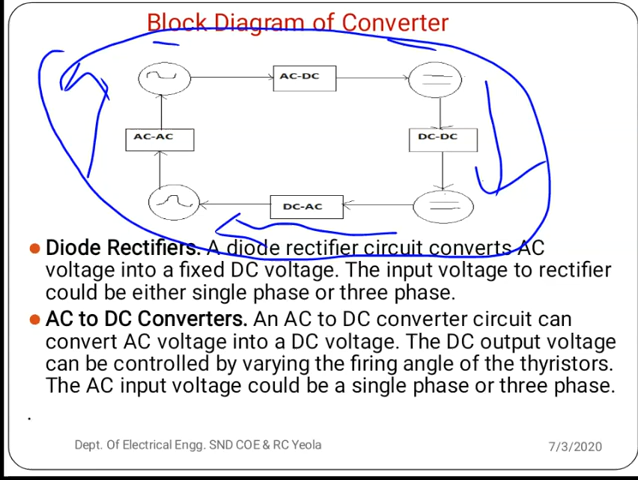 Block Diagram of Converter
AC-DC
AC-AC
DC-DC
DC-AC
• Diode Rectifiers. A diode rectifier circuit converts AC
voltage into a fixed DC voltage. The input voltage to rectifier
could be either single phase or three phase.
• AC to DC Converters. An AC to DC converter circuit can
convert AC voltage into a DC voltage. The DC output voltage
can be controlled by varying the firing angle of the thyristors.
The AC input voltage could be a single phase or three phase.
.
Dept. Of Electrical Engg. SND COE & RC Yeola
7/3/2020